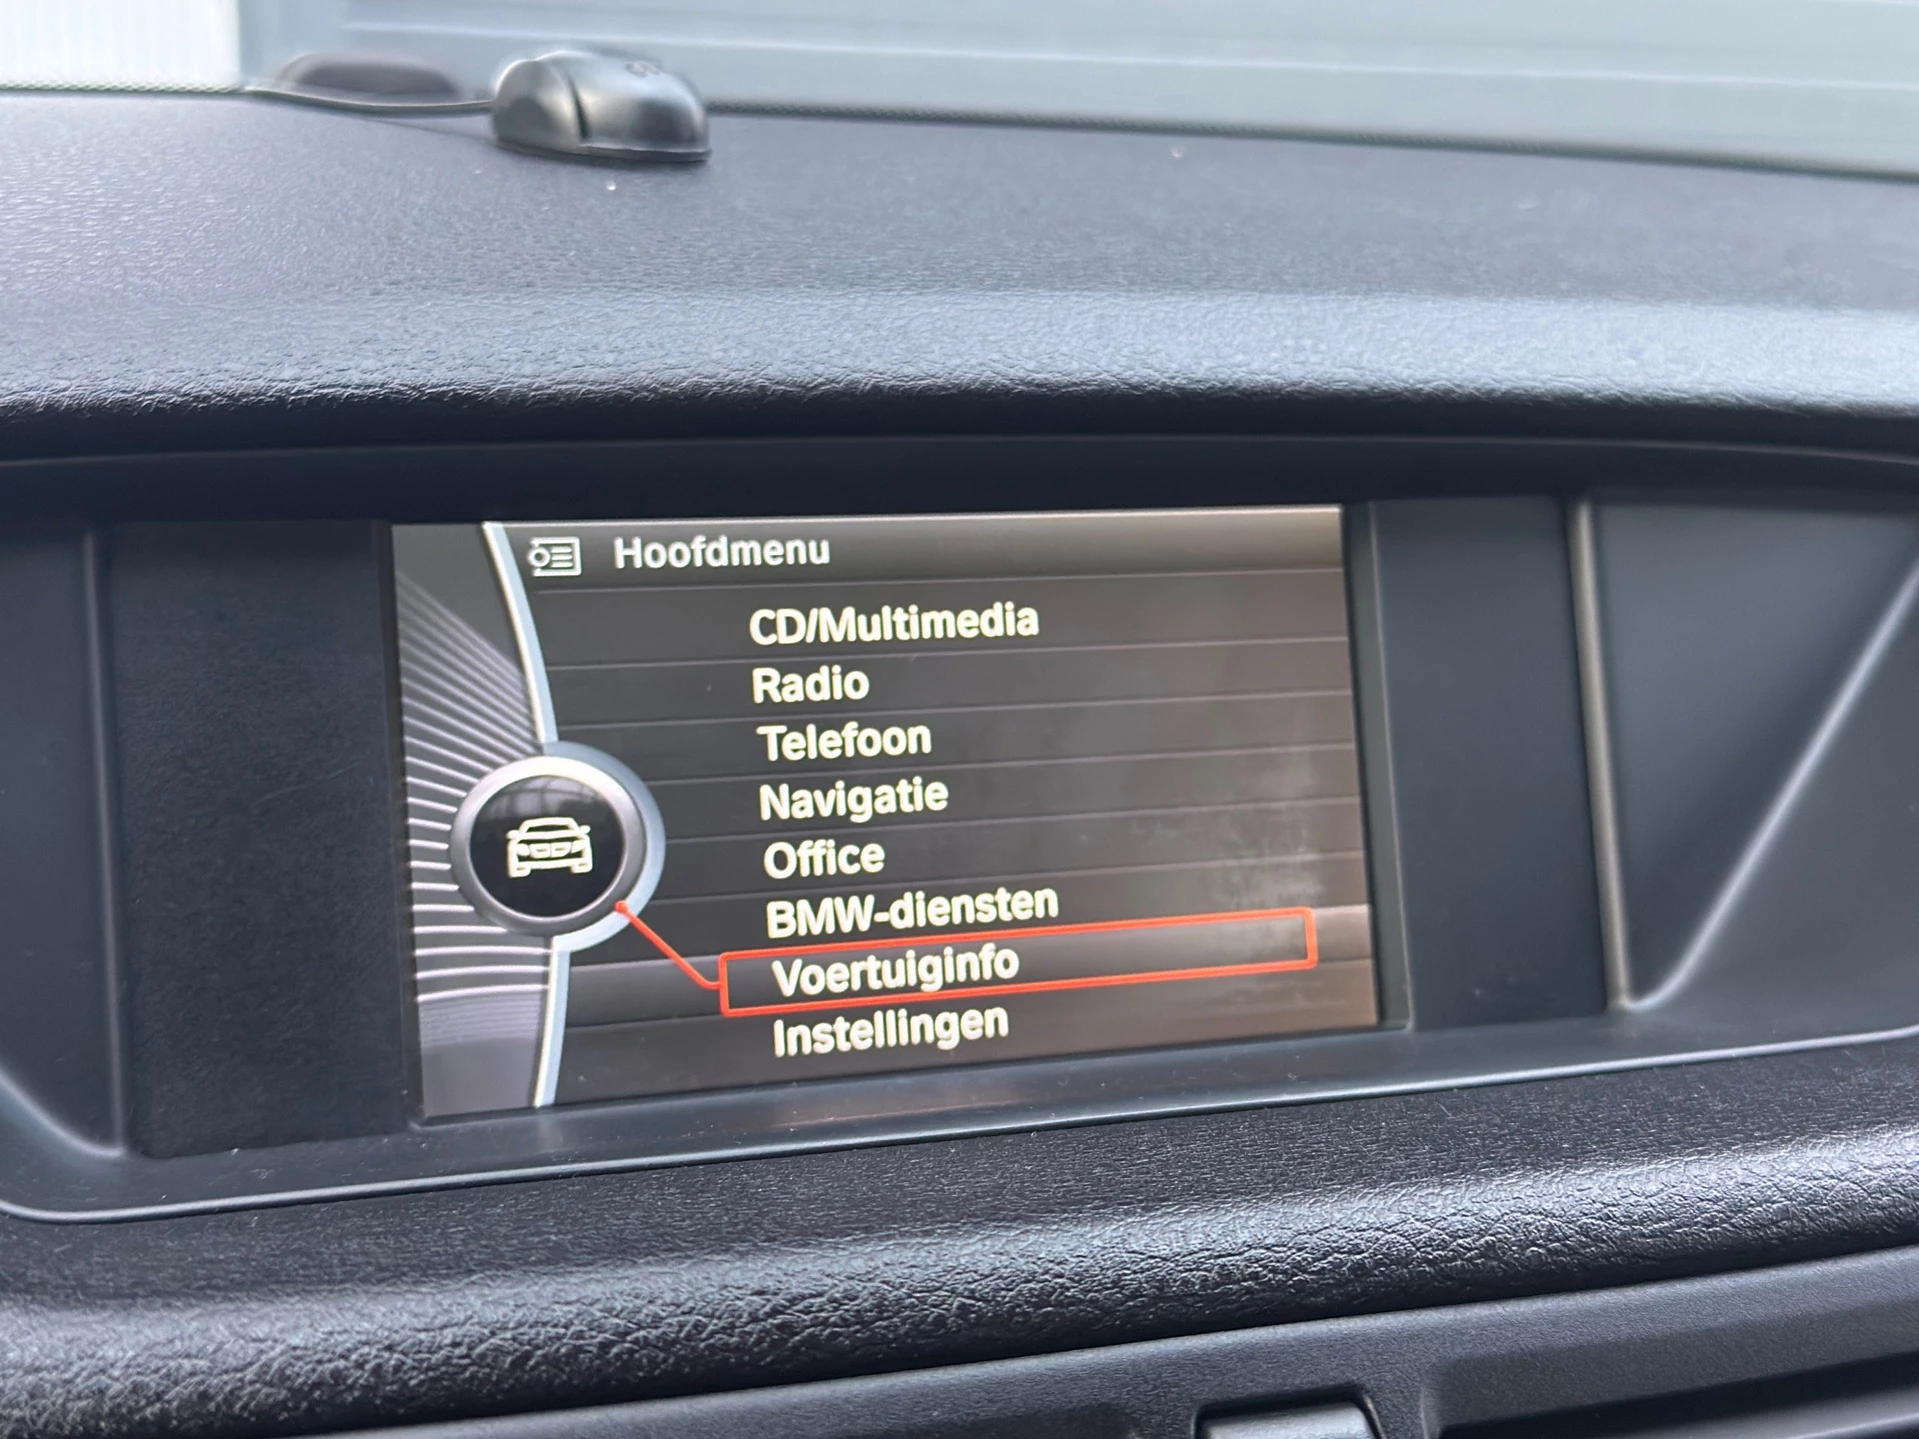 Hoofdmenu
CD/Multimedia
Radio
Telefoon
Navigatie
Office
BMW-diensten
Voertuiginfo
Instellingen